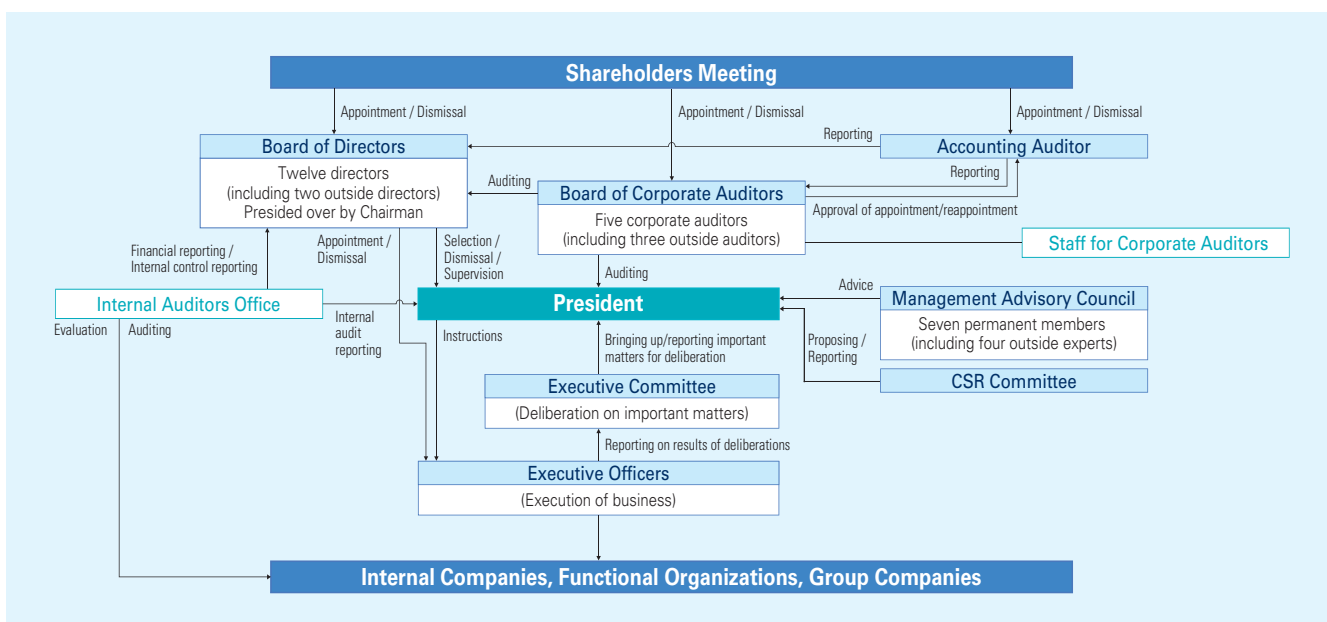 Shareholders Meeting
Appointment / Dismissal
Appointment / Dismissal
Appointment / Dismissal
Board of Directors
Twelve directors
(including two outside directors)
Presided over by Chairman
Reporting
Accounting Auditor
Reporting
Auditing
Board of Corporate Auditors
Five corporate auditors
(including three outside auditors)
Approval of appointment/reappointment
Staff for Corporate Auditors
Financial reporting /
Internal control reporting
Appointment /
Dismissal
Selection /
Dismissal /
Supervision
Auditing
Internal Auditors Office
President
Advice
Management Advisory Council
Seven permanent members
(including four outside experts)
Evaluation
Auditing
Internal
audit
reporting
Instructions
Bringing up/reporting important
matters for deliberation
Proposing /
Reporting
CSR Committee
Executive Committee
(Deliberation on important matters)
Reporting on results of deliberations
Executive Officers
(Execution of business)
Internal Companies, Functional Organizations, Group Companies